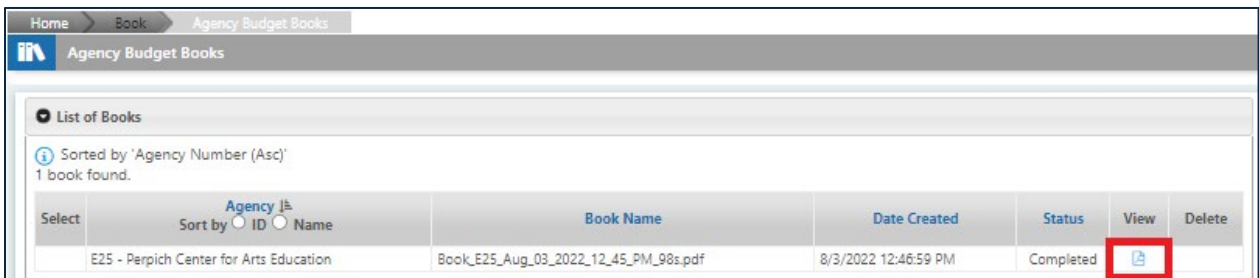 Home Book Agency Budget Books
Agency Budget Books
List of Books
Sorted by 'Agency Number (Asc)'
1 book found.
Select Agency Sort by ID Name Book Name Date Created Status View Delete
E25 - Perpich Center for Arts Education Book_E25_Aug_03_2022_12_45_PM_98s.pdf 8/3/2022 12:46:59 PM Completed